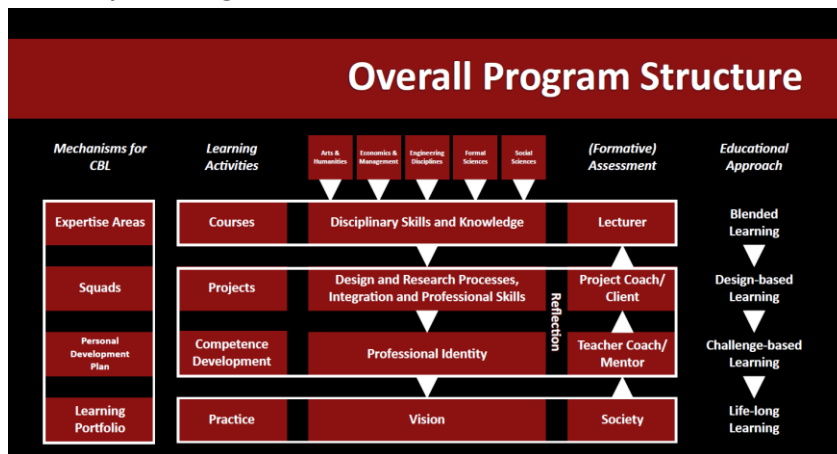 Overall Program Structure
Mechanisms for
CBL
Learning
Activities
Arts &
Humanities
Economics &
Management
Engineering
Disciplines
Formal
Sciences
Social
Sciences
(Formative)
Assessment
Educational
Approach
Expertise Areas
Courses
Disciplinary Skills and Knowledge
Lecturer
Blended
Learning
Squads
Projects
Design and Research Processes,
Integration and Professional Skills
Reflection
Project Coach/
Client
Design-based
Learning
Personal
Development
Plan
Competence
Development
Professional Identity
Teacher Coach/
Mentor
Challenge-based
Learning
Learning
Portfolio
Practice
Vision
Society
Life-long
Learning